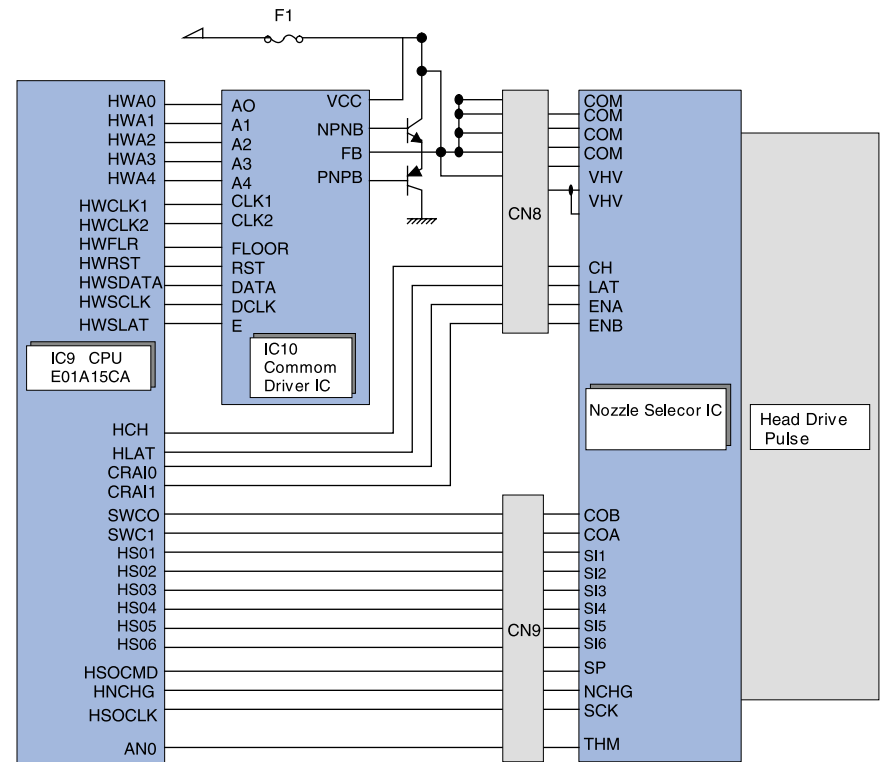 F1
HWA0
HWA1
HWA2
HWA3
HWA4
HWCLK1
HWCLK2
HWFLR
HWRST
HWSDATA
HWSCLK
HWSLAT
IC9 CPU
E01A15CA
HCH
HLAT
CRAI0
CRAI1
SWCO
SWC1
HS01
HS02
HS03
HS04
HS05
HS06
HSOCMD
HNCHG
HSOCLK
AN0
AO
A1
A2
A3
A4
CLK1
CLK2
FLOOR
RST
DATA
DCLK
E
VCC
NPNB
FB
PNPB
IC10
Commom
Driver IC
CN8
CN9
COM
COM
COM
COM
VHV
VHV
CH
LAT
ENA
ENB
Nozzle Selecor IC
COB
COA
SI1
SI2
SI3
SI4
SI5
SI6
SP
NCHG
SCK
THM
Head Drive
Pulse